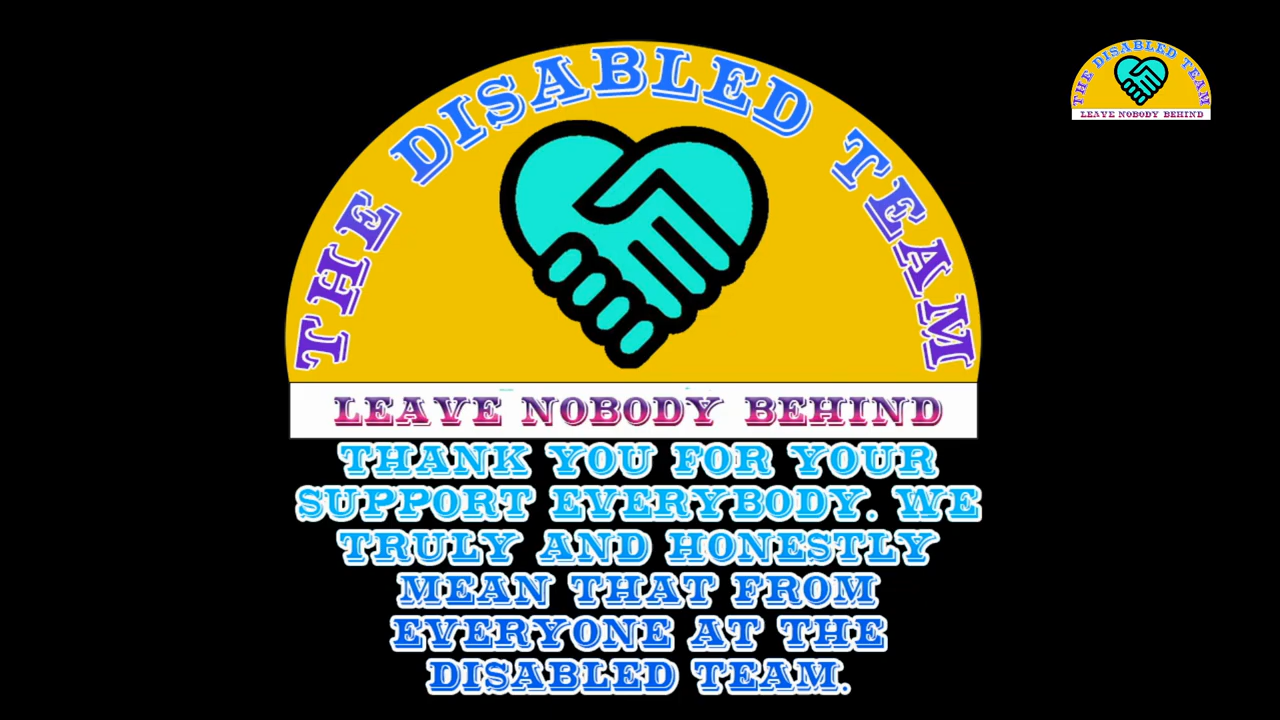 THE DISABLED TEAM
LEAVE NOBODY BEHIND
THANK YOU FOR YOUR
SUPPORT EVERYBODY. WE
TRULY AND HONESTLY
MEAN THAT FROM
EVERYONE AT THE
DISABLED TEAM.
THE DISABLED TEAM
LEAVE NOBODY BEHIND